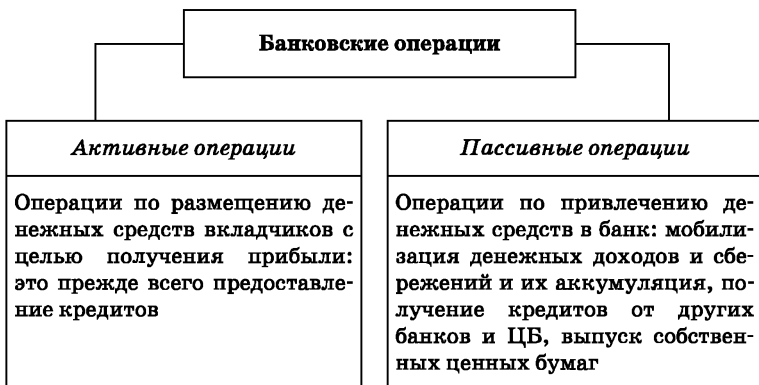 Банковские операции
Активные операции
Операции по размещению де-
нежных средств вкладчиков с
целью получения прибыли:
это прежде всего предоставле-
ние кредитов
Пассивные операции
Операции по привлечению де-
нежных средств в банк: мобили-
зация денежных доходов и сбе-
режений и их аккумуляция, по-
лучение кредитов от других
банков и ЦБ, выпуск собствен-
ных ценных бумаг